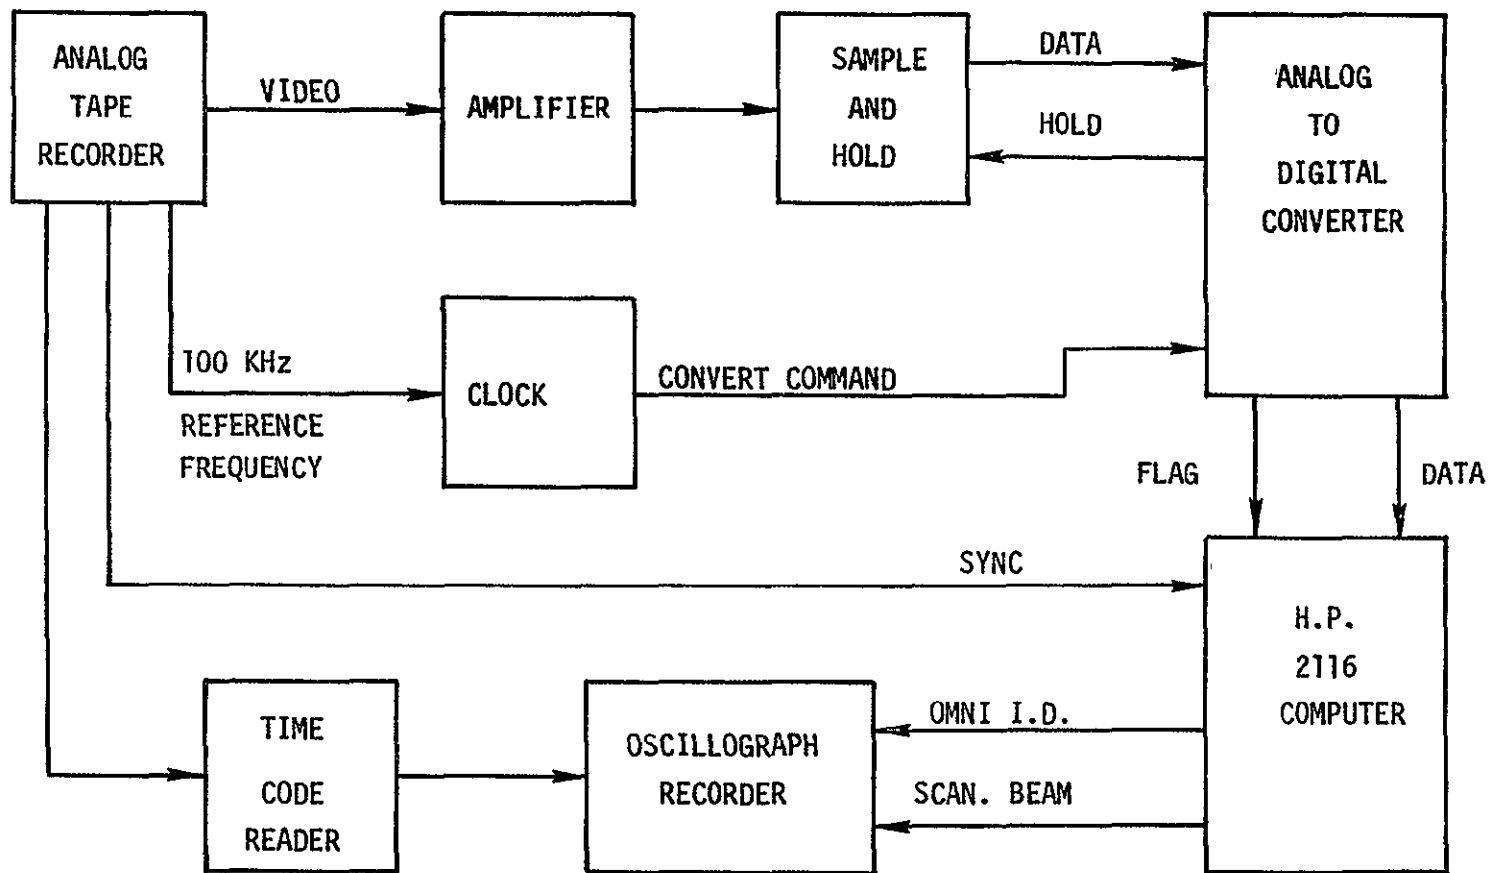 ANALOG
TAPE
RECORDER
VIDEO
AMPLIFIER
SAMPLE
AND
HOLD
DATA
HOLD
ANALOG
TO
DIGITAL
CONVERTER
100 KHz
REFERENCE
FREQUENCY
CLOCK
CONVERT COMMAND
FLAG
DATA
SYNC
H.P.
2116
COMPUTER
TIME
CODE
READER
OSCILLOGRAPH
RECORDER
OMNI I.D.
SCAN. BEAM